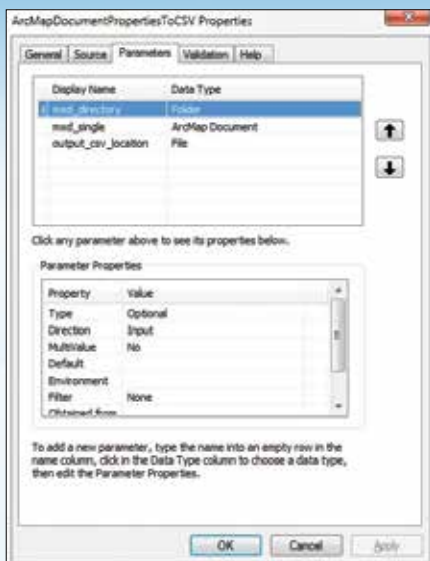 ArcMapDocumentPropertiesToCSV Properties
General Source Parameters Validation Help
Display Name Data Type
mxd_directory Folder
mxd_single ArcMap Document
output_csv_location File
Click any parameter above to see its properties below.
Parameter Properties
Property Value
Type Optional
Direction Input
MultiValue No
Default
Environment
Filter None
Obtained from
To add a new parameter, type the name into an empty row in the
name column, click in the Data Type column to choose a data type,
then edit the Parameter Properties.
OK Cancel Apply